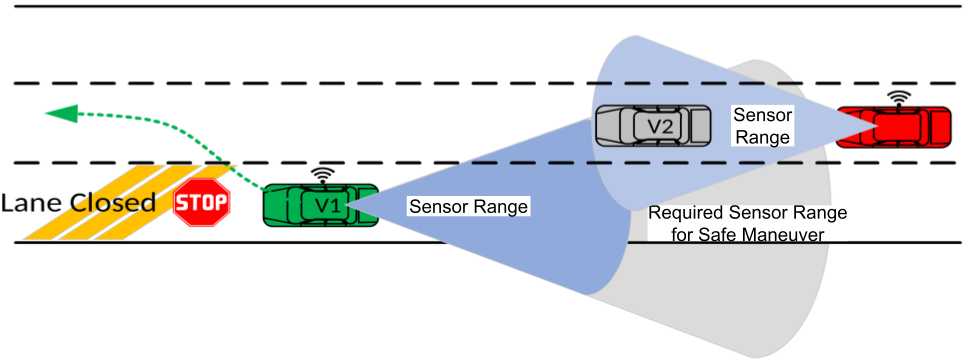 V2
Sensor
Range
Lane Closed
STOP
V1
Sensor Range
Required Sensor Range
for Safe Maneuver